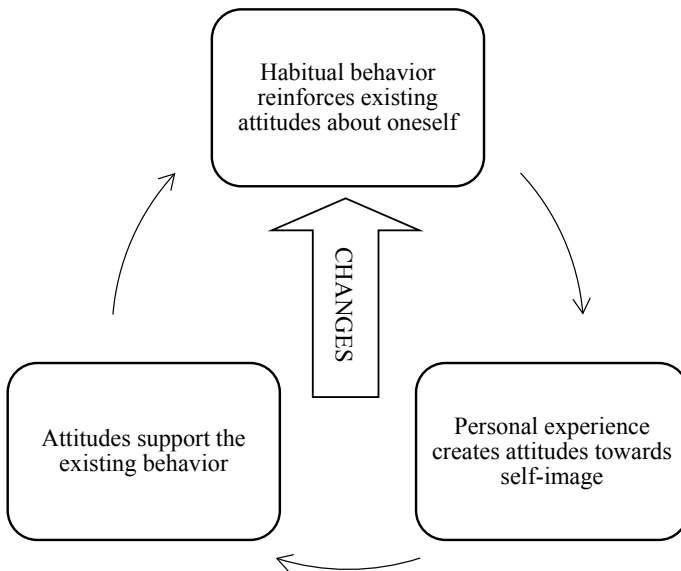 Habitual behavior
reinforces existing
attitudes about oneself
CHANGES
Attitudes support the
existing behavior
Personal experience
creates attitudes towards
self-image